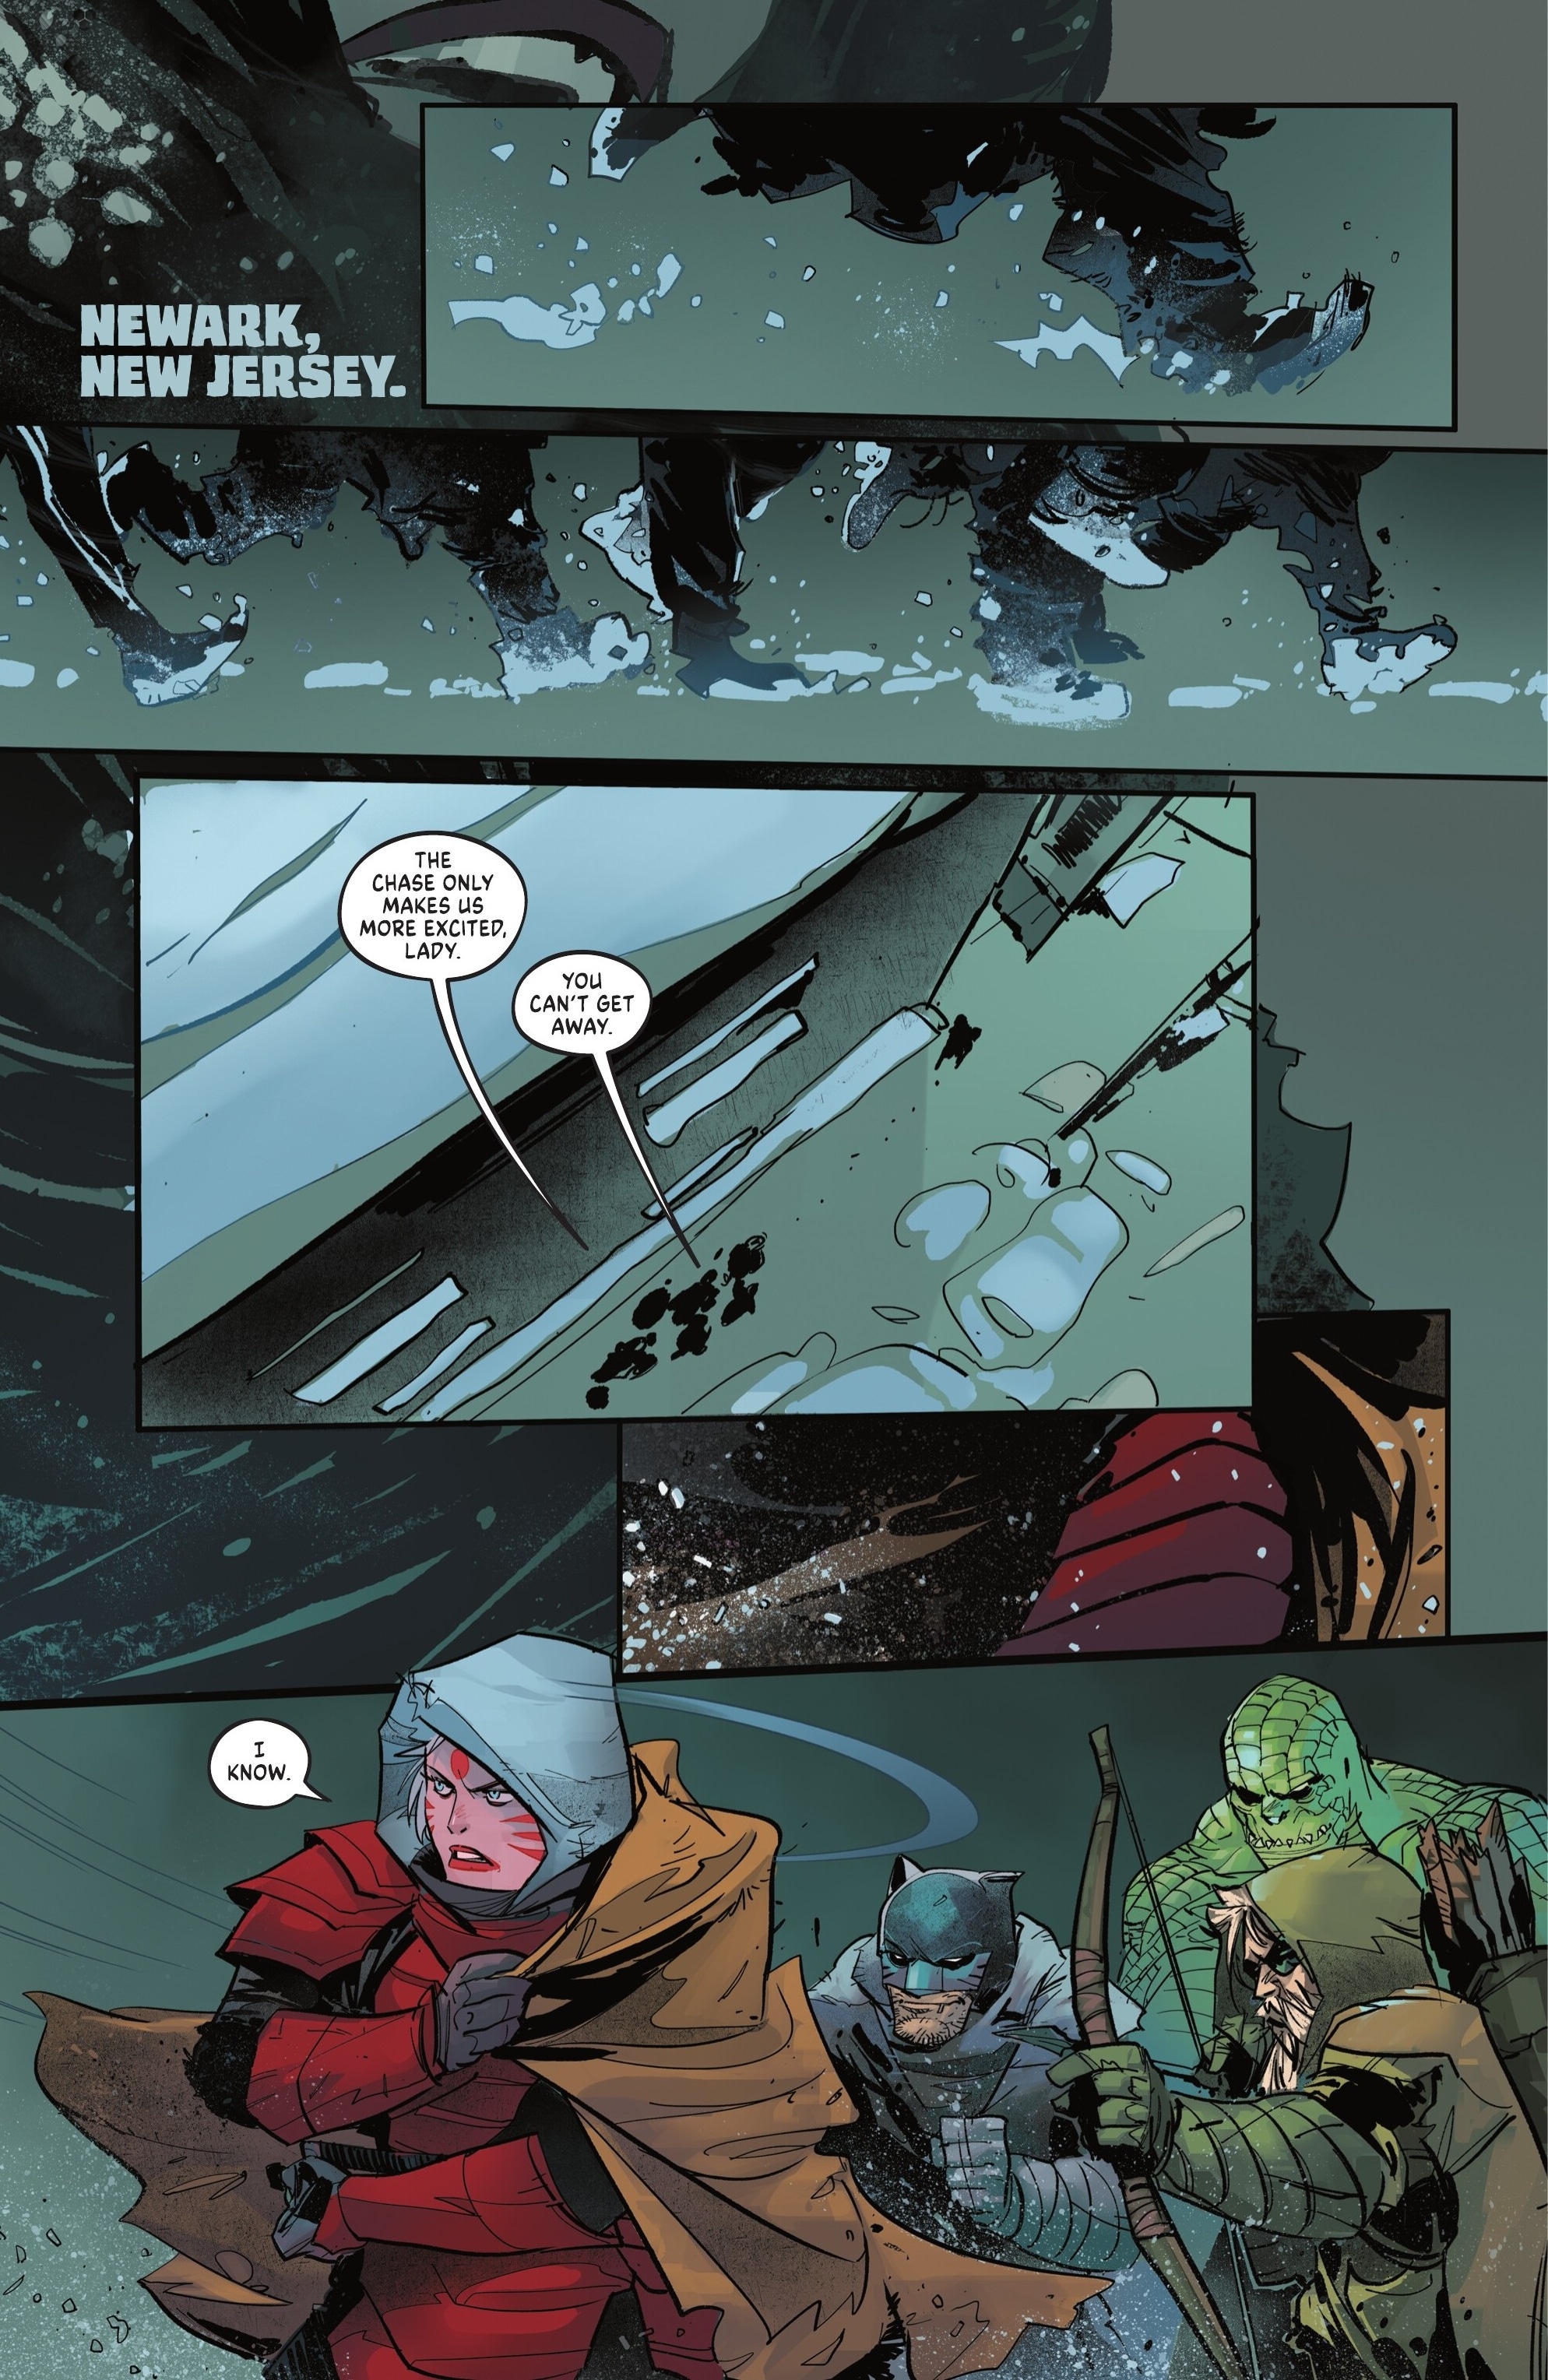 NEWARK,
NEW JERSEY.
THE
CHASE ONLY
MAKES US
MORE EXCITED,
LADY.
YOU
CAN'T GET
AWAY.
I
KNOW.